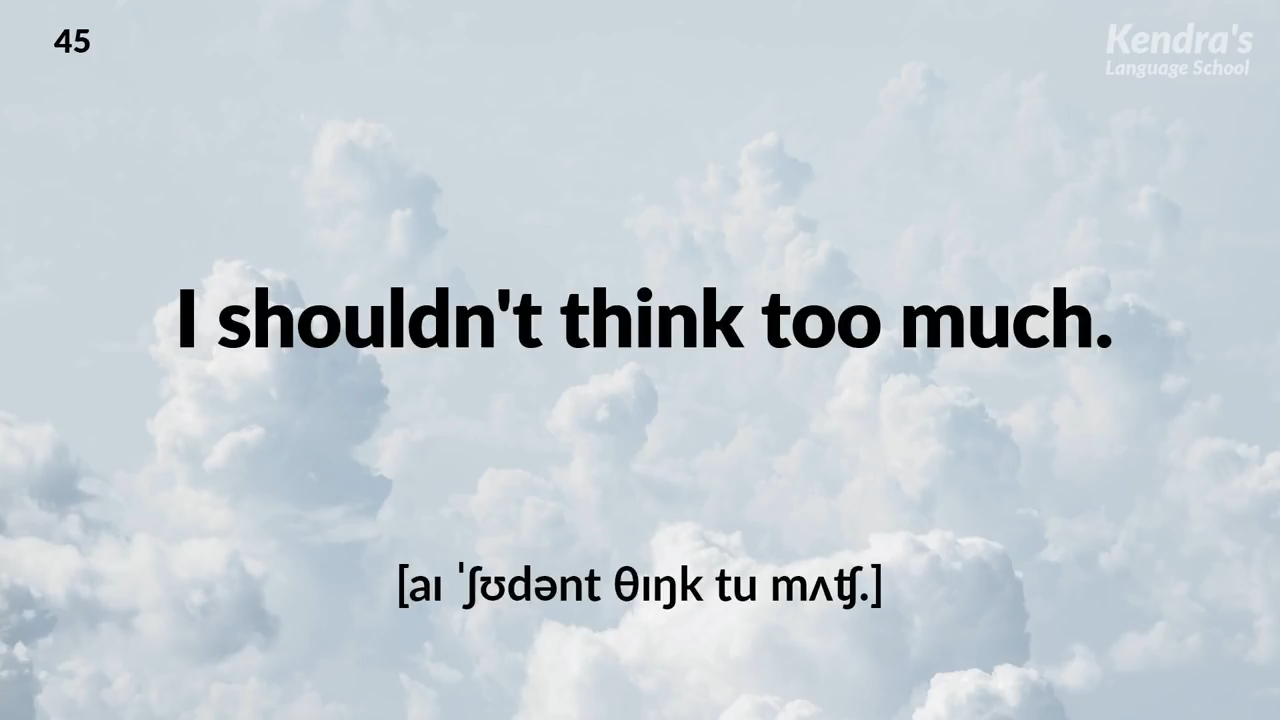 45
Kendra's
Language School
I shouldn't think too much.
[aɪ ˈʃʊdənt θɪŋk tu mʌʧ.]